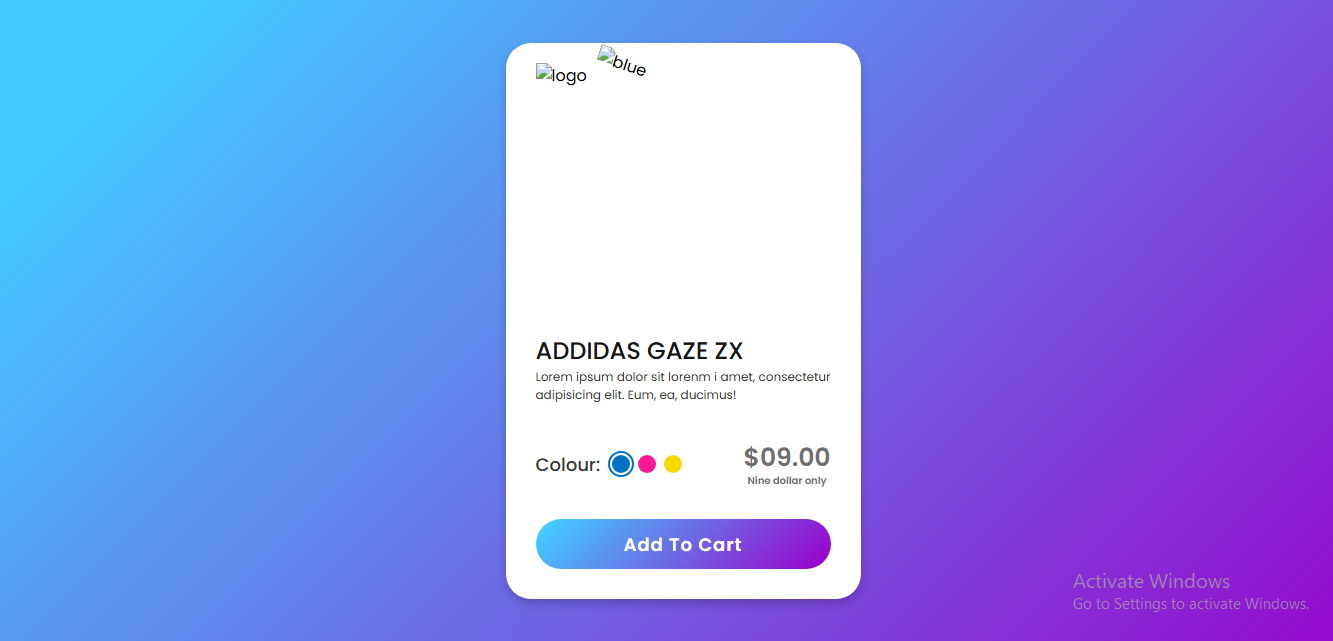 logo
blue
ADDIDAS GAZE ZX
Lorem ipsum dolor sit lorenm i amet, consectetur
adipisicing elit. Eum, ea, ducimus!
Colour:
$09.00
Nine dollar only
Add To Cart
Activate Windows
Go to Settings to activate Windows.